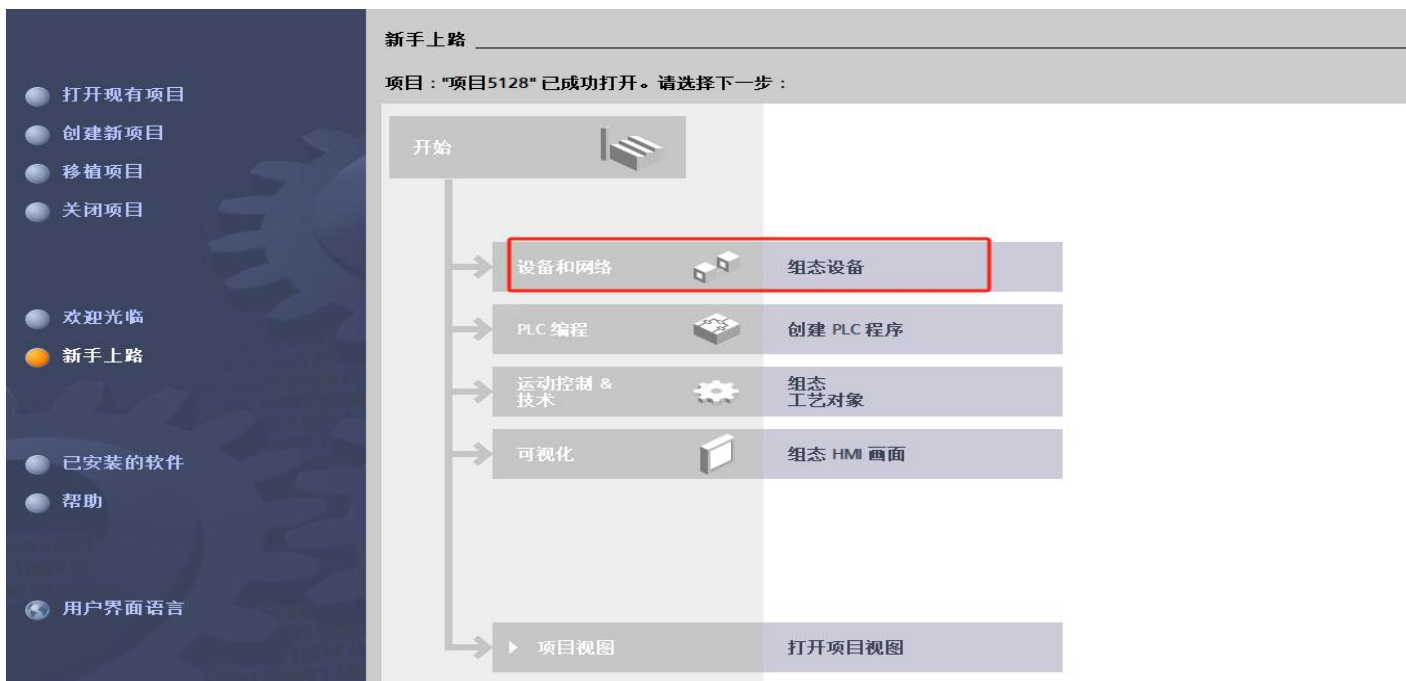 新手上路
项目："项目5128" 已成功打开。请选择下一步：
打开现有项目
创建新项目
移植项目
关闭项目
欢迎光临
新手上路
已安装的软件
帮助
用户界面语言
开始
设备和网络 组态设备
PLC 编程 创建 PLC 程序
运动控制 &
技术
组态
工艺对象
可视化 组态 HMI 画面
项目视图 打开项目视图